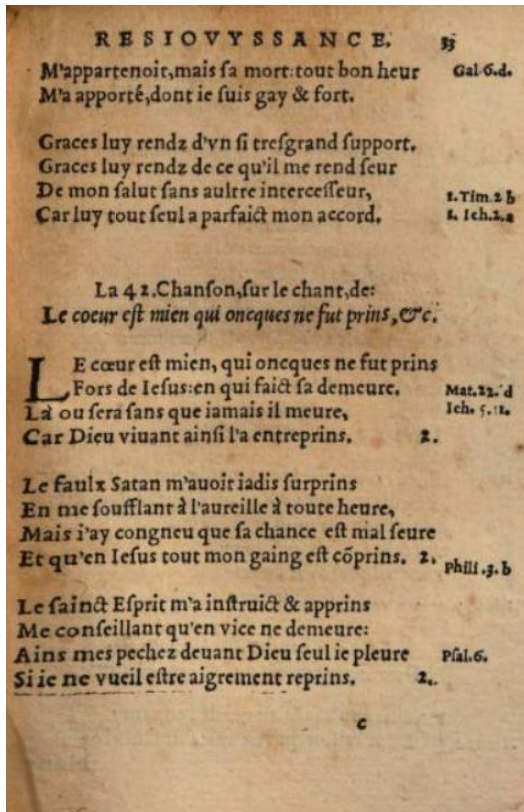 RESIOVYSSANCE. 33
M'appartenoit,mais sa mort:tout bon heur Gal.6.d.
M'a apporté,dont ie suis gay & fort.
Graces luy rendz d'vn si tresgrand support.
Graces luy rendz de ce qu'il me rend seur
De mon salut sans aultre intercesseur, 1.Tim.2 b
Car luy tout seul a parfaict mon accord. 1. Ieh.2.a
La 42.Chanson,sur le chant,de:
Le coeur est mien qui oncques ne fut prins,&c.
LE cœur est mien, qui oncques ne fut prins
Fors de Iesus:en qui faict sa demeure. Mat.22. d
La ou sera sans que iamais il meure, Ieh. 5.
Car Dieu viuant ainsi l'a entreprins. 2.
Le faulx Satan m'auoit iadis surprins
En me soufflant à l'aureille à toute heure,
Mais i'ay congneu que sa chance est mal seure
Et qu'en Iesus tout mon gaing est cõprins. 2. Phili.3.b
Le sainct Esprit m'a instruict & apprins
Me conseillant qu'en vice ne demeure:
Ains mes pechez deuant Dieu seul ie pleure Psal.6.
Si ie ne vueil estre aigrement reprins. 2.
c